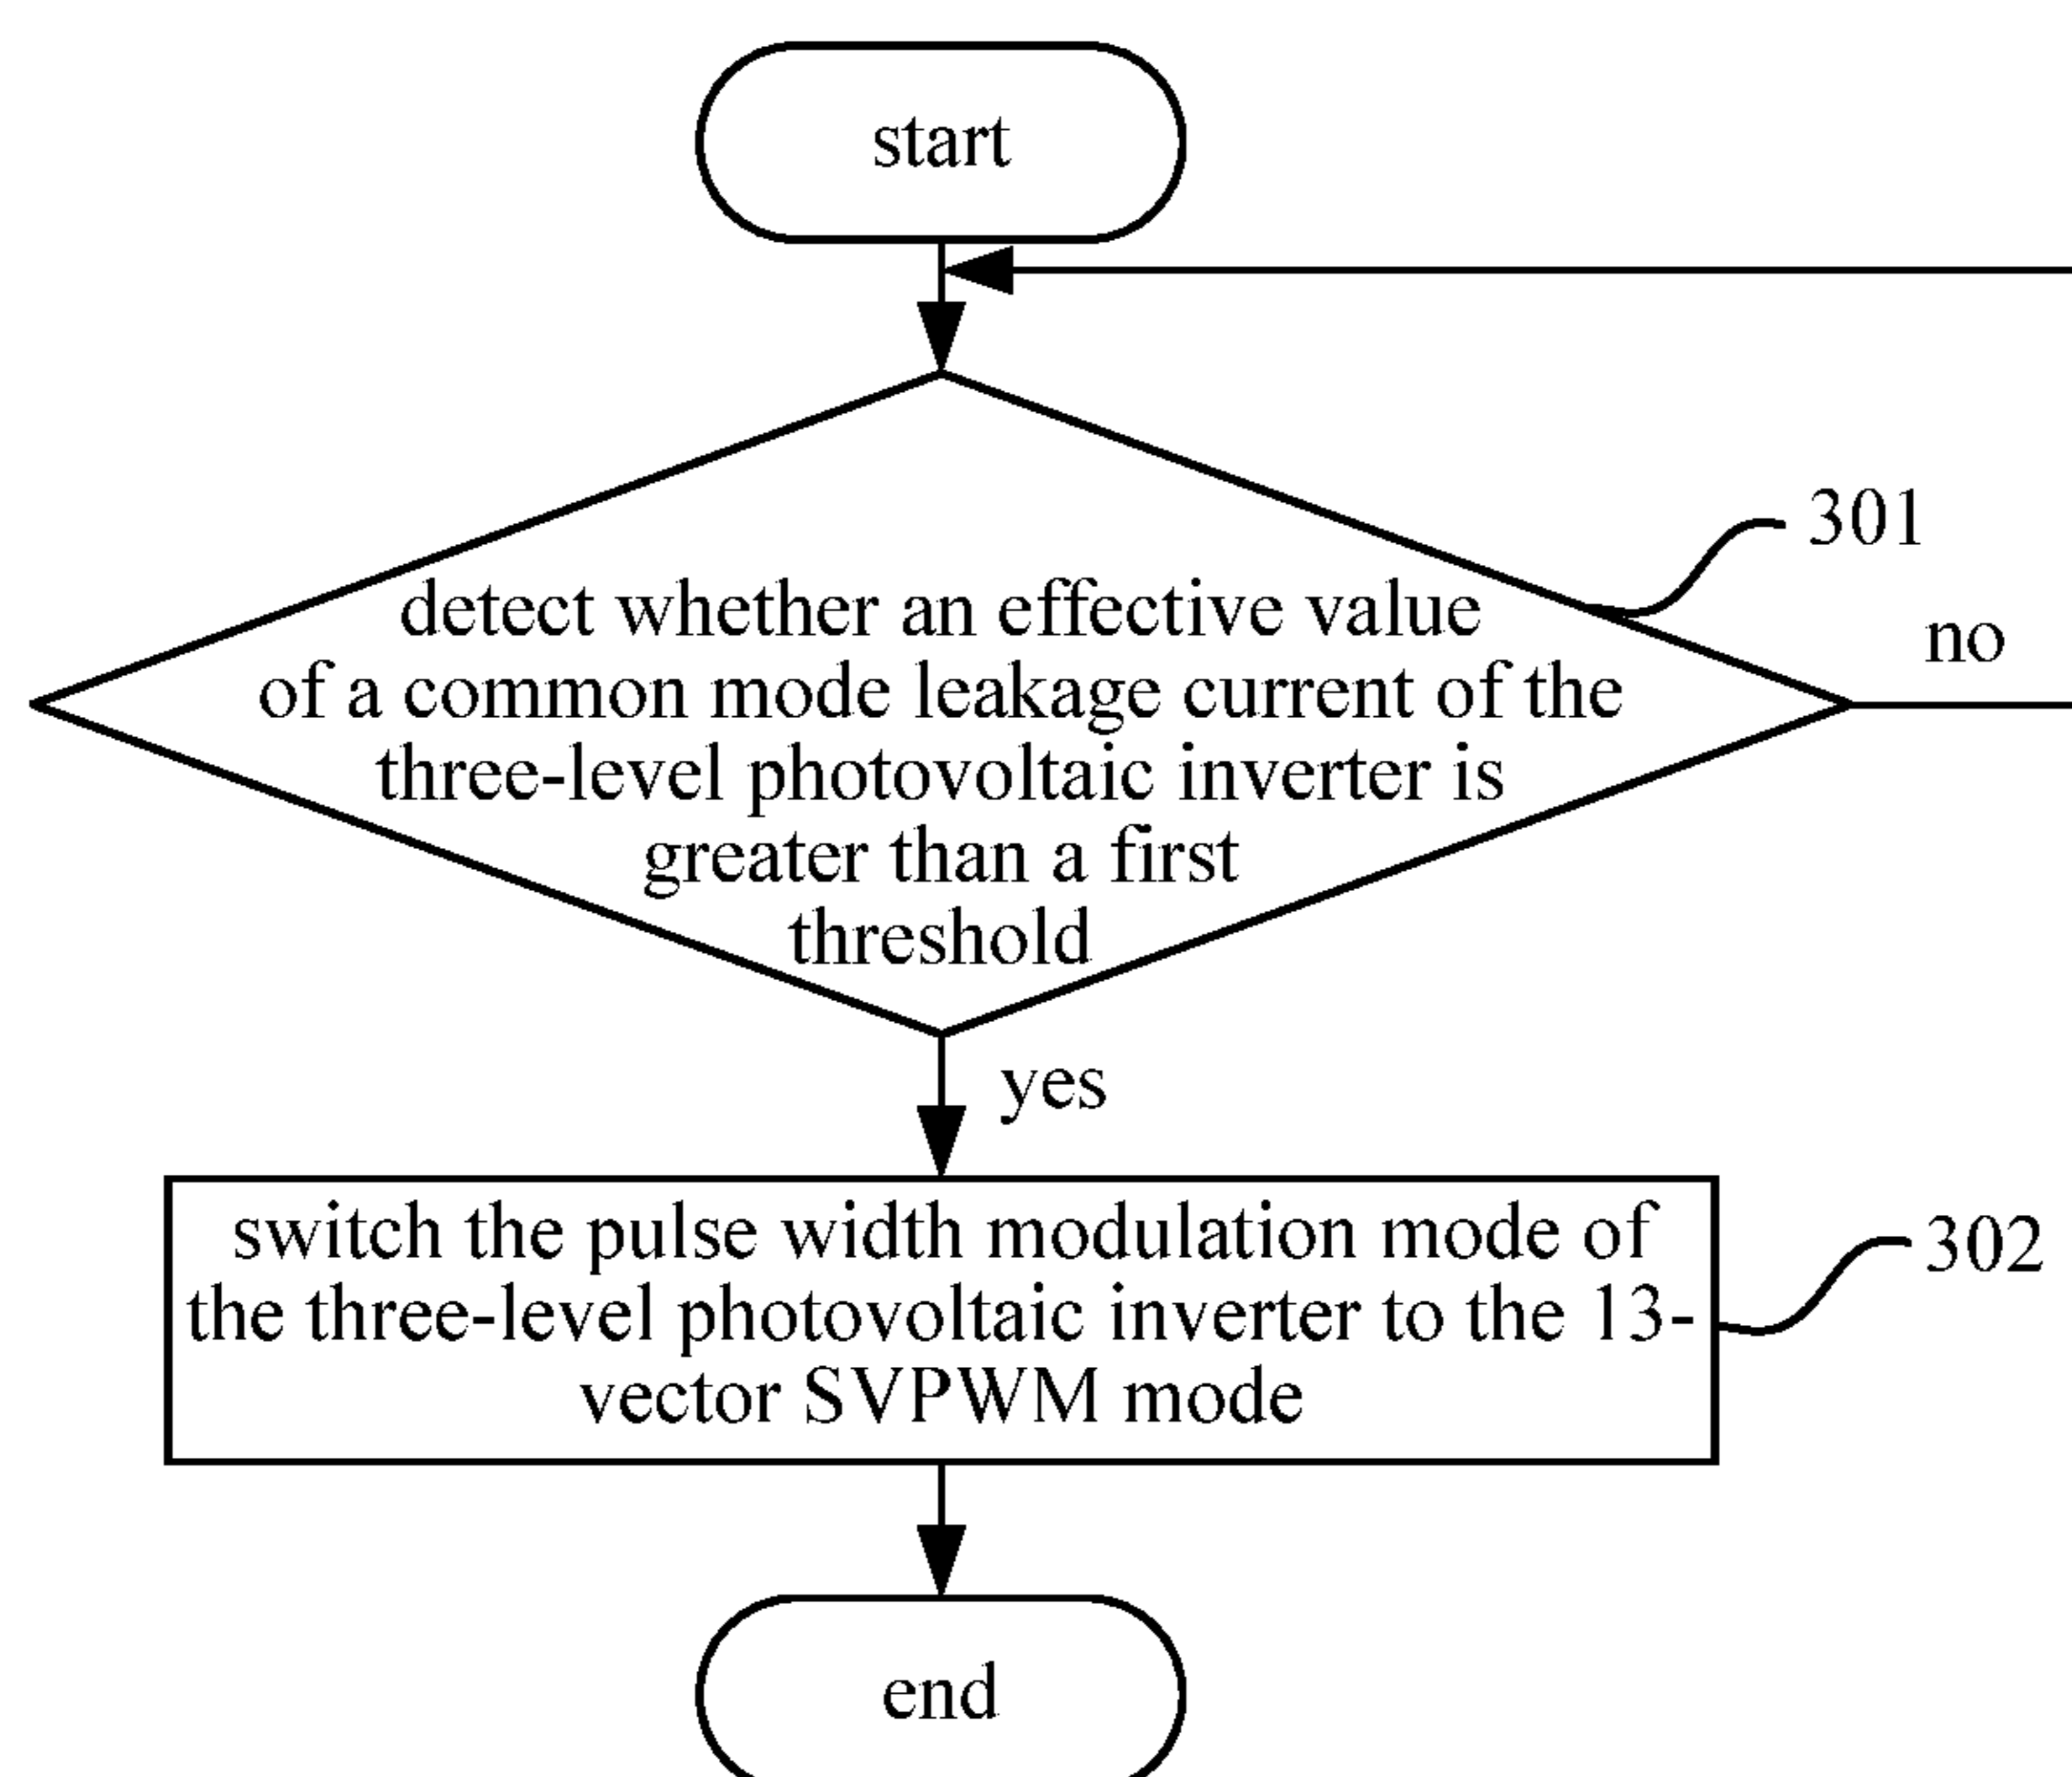 start
301
detect whether an effective value
no
of a common mode leakage current of the
three-level photovoltaic inverter is
greater than a first
threshold
yes
switch the pulse width modulation mode of
302
the three-level photovoltaic inverter to the 13-
vector SVPWM mode
end